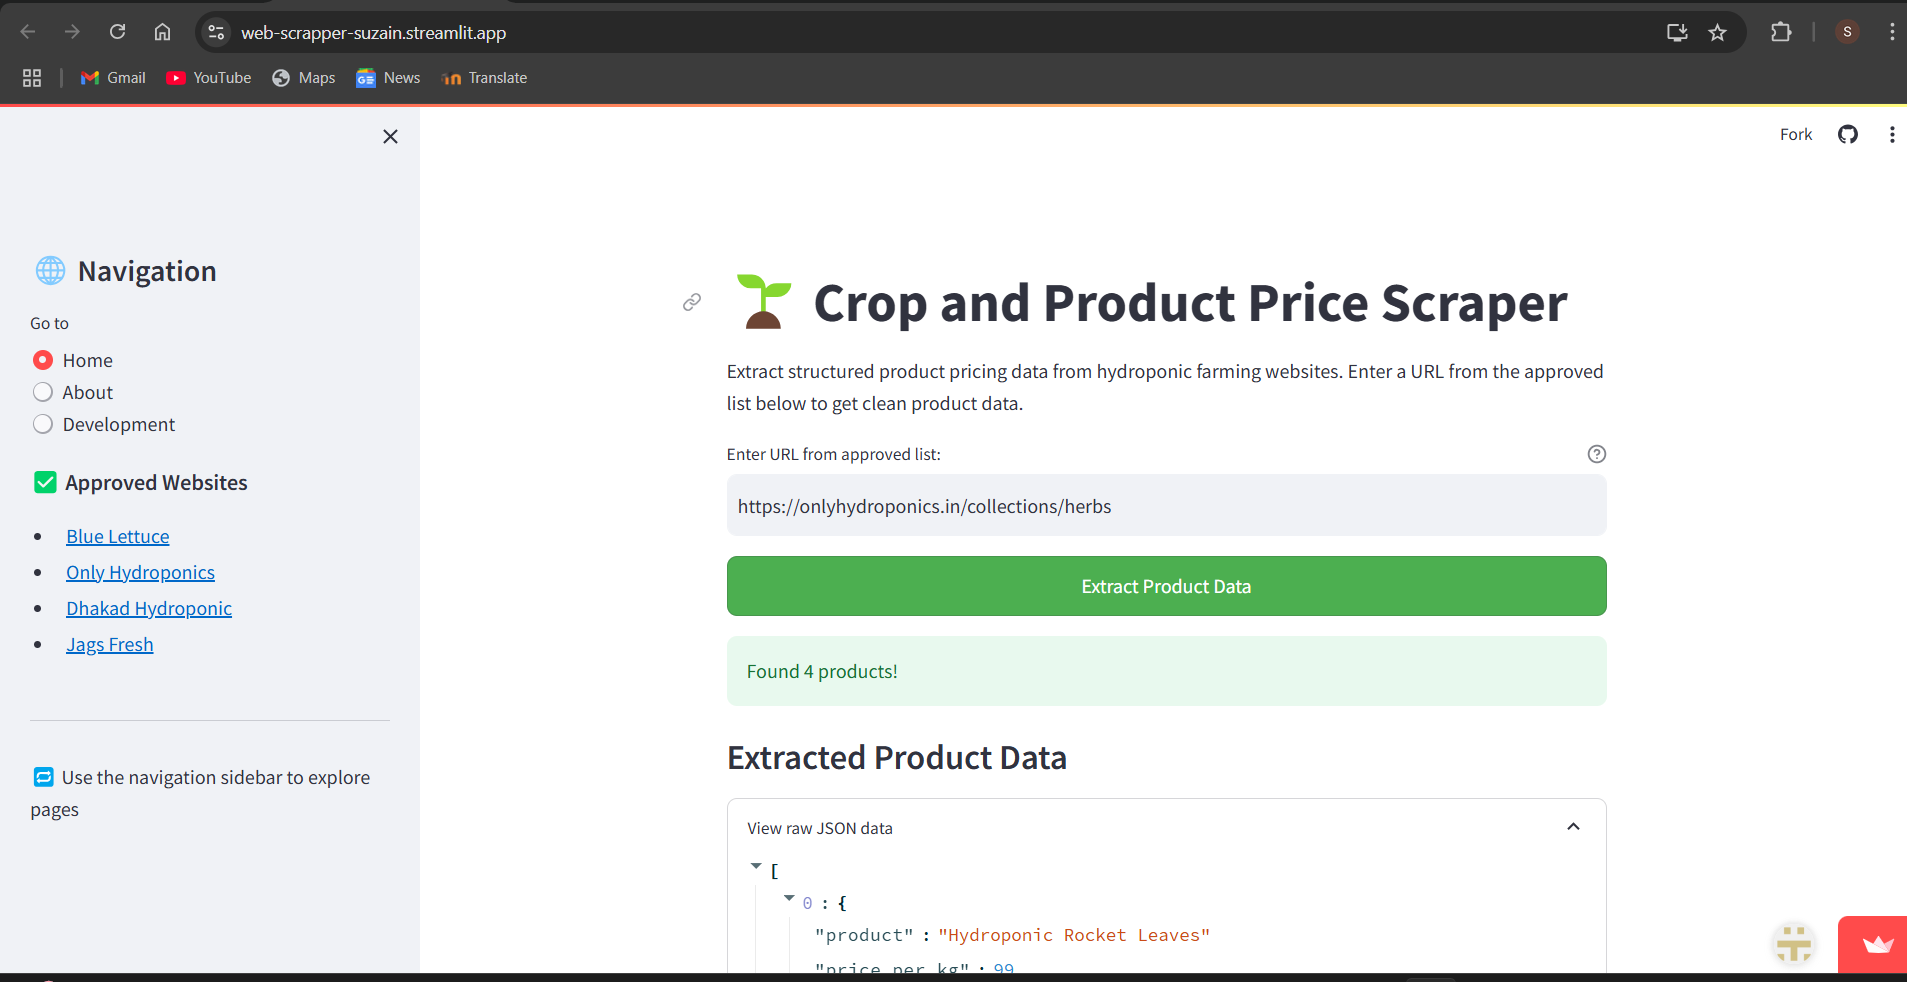 web-scrapper-suzain.streamlit.app
S
Gmail
YouTube
Maps
News
Translate
Fork
Navigation
Go to
Home
About
Development
Approved Websites
Blue Lettuce
Only Hydroponics
Dhakad Hydroponic
Jags Fresh
Use the navigation sidebar to explore
pages
Crop and Product Price Scraper
Extract structured product pricing data from hydroponic farming websites. Enter a URL from the approved
list below to get clean product data.
Enter URL from approved list:
https://onlyhydroponics.in/collections/herbs
Extract Product Data
Found 4 products!
Extracted Product Data
View raw JSON data
[
0 : {
"product" : "Hydroponic Rocket Leaves"
"price_per_kg" : 99